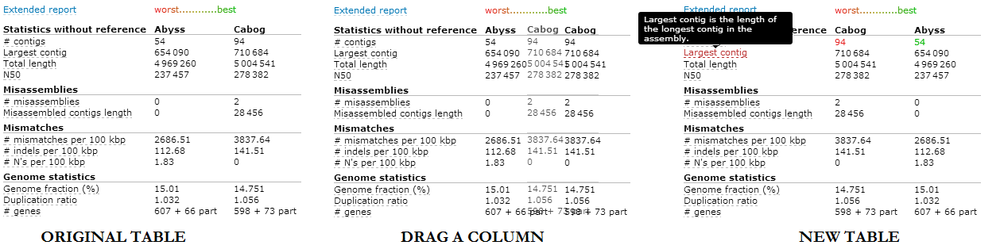 Extended report worst............best
Statistics without reference Abyss Cabog
# contigs 54 94
Largest contig 654 090 710 684
Total length 4 969 260 5 004 541
N50 237 457 278 382
Misassemblies
# misassemblies 0 2
Misassembled contigs length 0 28 456
Mismatches
# mismatches per 100 kbp 2686.51 3837.64
# indels per 100 kbp 112.68 141.51
# N's per 100 kbp 1.83 0
Genome statistics
Genome fraction (%) 15.01 14.751
Duplication ratio 1.032 1.056
# genes 607 + 66 part 598 + 73 part
ORIGINAL TABLE
Extended report worst............best
Statistics without reference Abyss Cabog Cabog
# contigs 54 94 94
Largest contig 654 090 710 684 710 684
Total length 4 969 260 5 004 541 5 004 541
N50 237 457 278 382 278 382
Misassemblies
# misassemblies 0 2 2
Misassembled contigs length 0 28 456 28 456
Mismatches
# mismatches per 100 kbp 2686.51 3837.64 3837.64
# indels per 100 kbp 112.68 141.51 141.51
# N's per 100 kbp 1.83 0 0
Genome statistics
Genome fraction (%) 15.01 14.751 14.751
Duplication ratio 1.032 1.056 1.056
# genes 607 + 66 part 598 + 73 part 598 + 73 part
DRAG A COLUMN
Extended report worst............best
Largest contig is the length of
the longest contig in the
assembly.
erence Cabog Abyss
94 54
Largest contig 710 684 654 090
Total length 5 004 541 4 969 260
N50 278 382 237 457
Misassemblies
# misassemblies 2 0
Misassembled contigs length 28 456 0
Mismatches
# mismatches per 100 kbp 3837.64 2686.51
# indels per 100 kbp 141.51 112.68
# N's per 100 kbp 0 1.83
Genome statistics
Genome fraction (%) 14.751 15.01
Duplication ratio 1.056 1.032
# genes 598 + 73 part 607 + 66 part
NEW TABLE